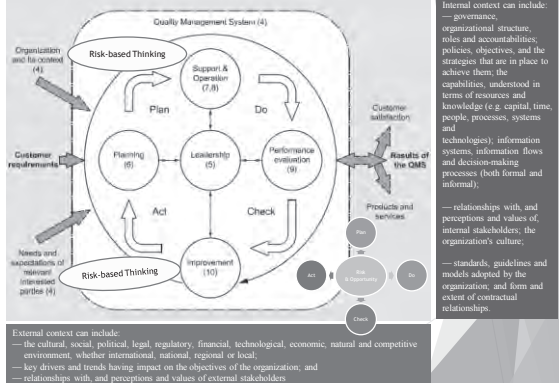 Quality Management System (4)
Organization
and its context
(4)
Risk-based Thinking
Support &
Operation
(7,8)
Plan
Do
Customer
requirements
Planning
(6)
Leadership
(5)
Performance
evaluation
(9)
Customer
satisfaction
Results of
the QMS
Products and
services
Act
Check
Needs and
expectations of
relevant
interested
parties (4)
Risk-based Thinking
Improvement
(10)
Plan
Act
Risk
& Opportunity
Do
Check
Internal context can include:
— governance,
organizational structure,
roles and accountabilities;
policies, objectives, and the
strategies that are in place to
achieve them; the
capabilities, understood in
terms of resources and
knowledge (e.g. capital, time,
people, processes, systems
and
technologies); information
systems, information flows
and decision-making
processes (both formal and
informal);
— relationships with, and
perceptions and values of,
internal stakeholders; the
organization's culture;
— standards, guidelines and
models adopted by the
organization; and form and
extent of contractual
relationships.
External context can include:
— the cultural, social, political, legal, regulatory, financial, technological, economic, natural and competitive
environment, whether international, national, regional or local;
— key drivers and trends having impact on the objectives of the organization; and
— relationships with, and perceptions and values of external stakeholders